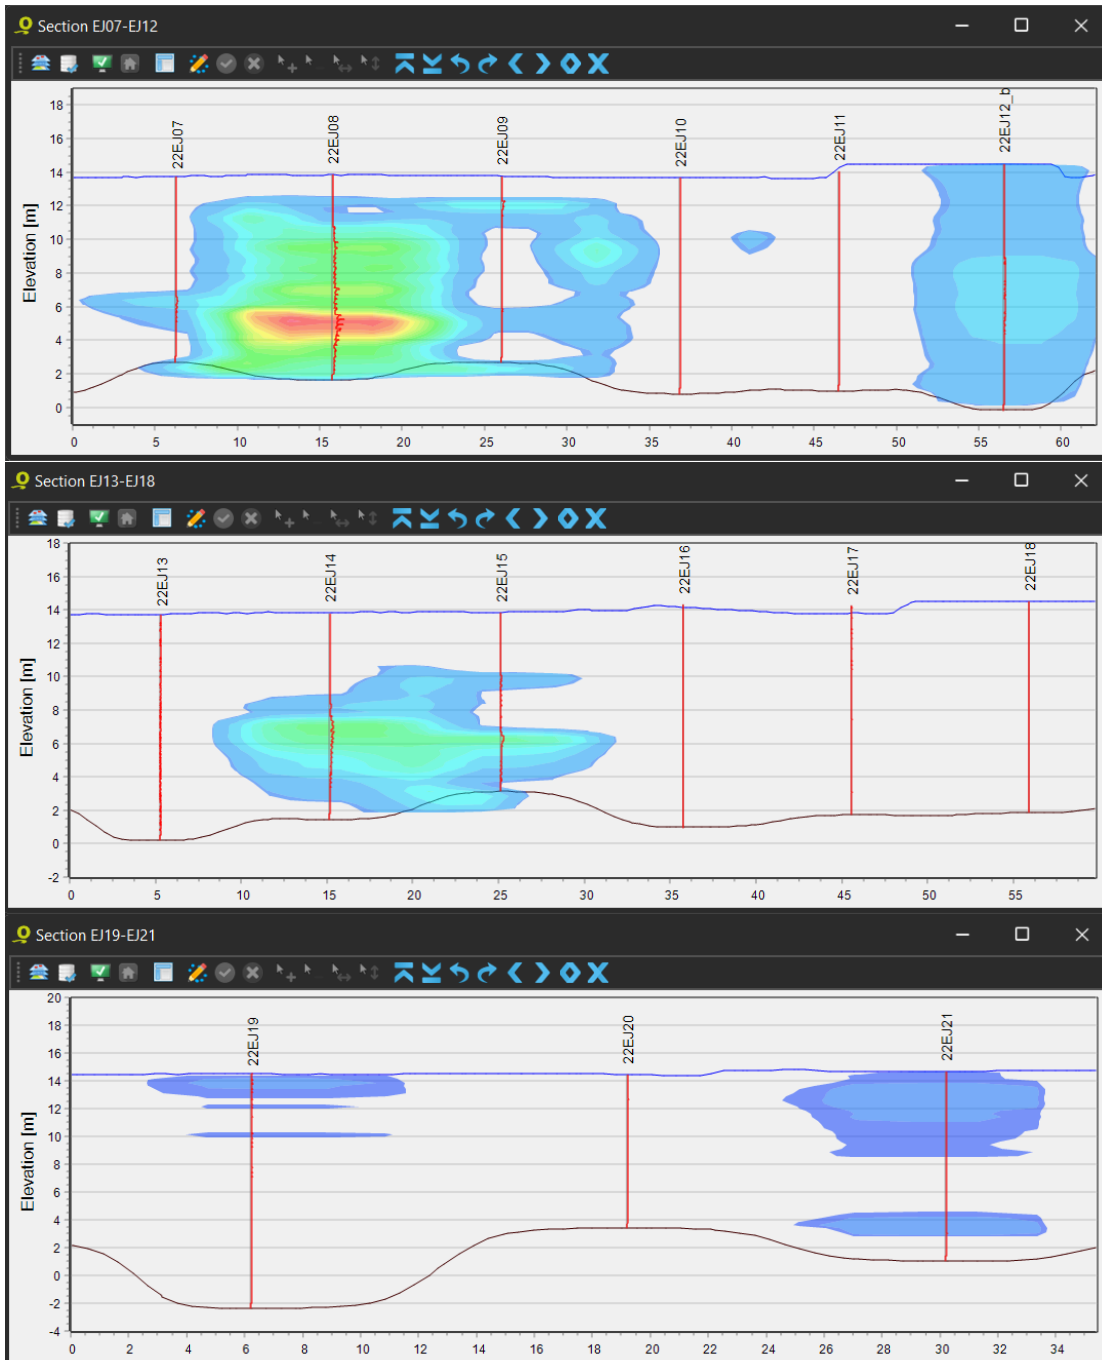 Section EJ07-EJ12
22EJ07
22EJ08
22EJ09
22EJ10
22EJ11
22EJ12_b
Elevation [m]
18
16
14
12
10
8
6
4
2
0
0 5 10 15 20 25 30 35 40 45 50 55 60
Section EJ13-EJ18
22EJ13
22EJ14
22EJ15
22EJ16
22EJ17
22EJ18
Elevation [m]
18
16
14
12
10
8
6
4
2
0
-2
0 5 10 15 20 25 30 35 40 45 50 55
Section EJ19-EJ21
22EJ19
22EJ20
22EJ21
Elevation [m]
20
18
16
14
12
10
8
6
4
2
0
-2
-4
0 2 4 6 8 10 12 14 16 18 20 22 24 26 28 30 32 34